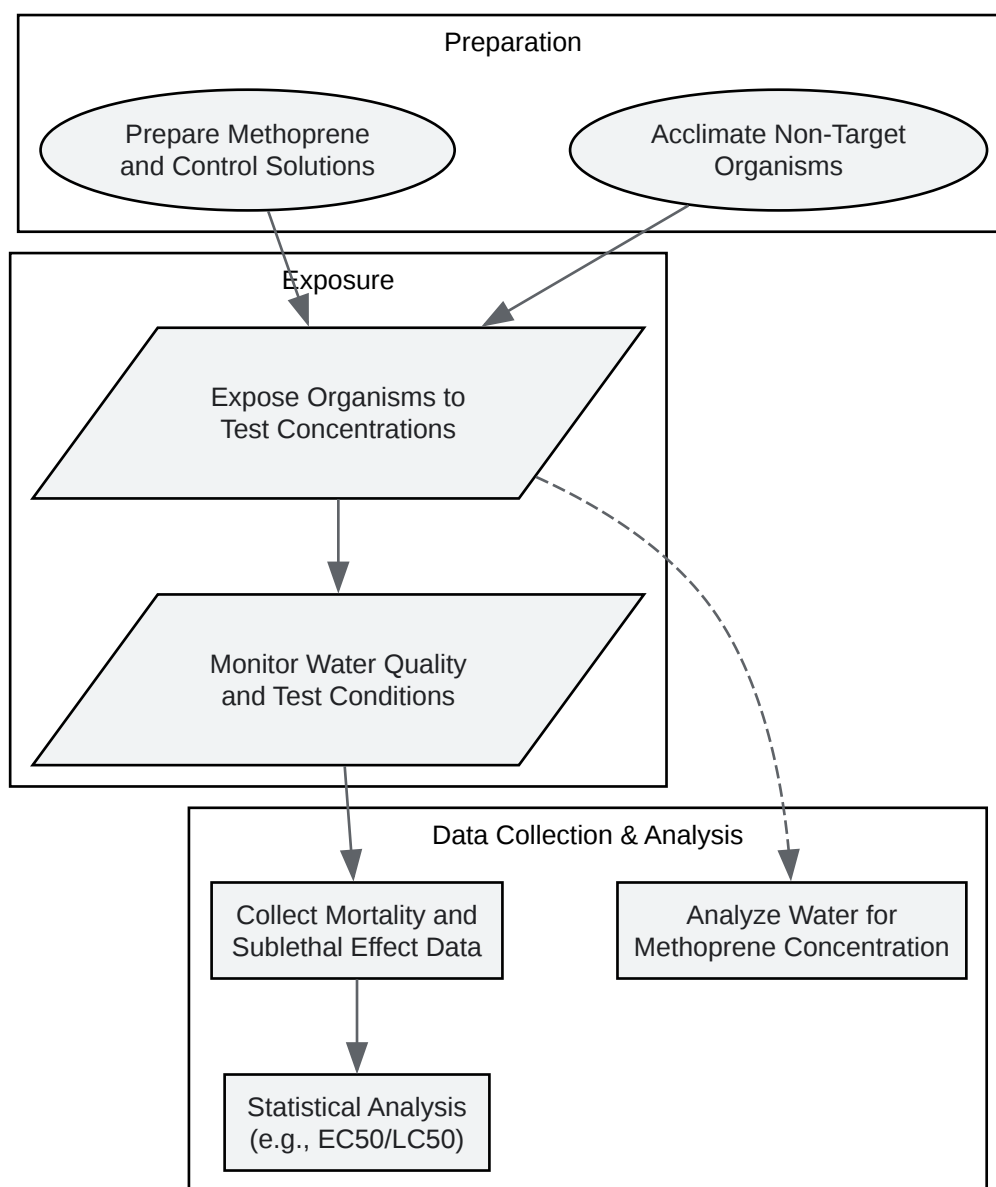 Preparation
Prepare Methoprene
and Control Solutions
Acclimate Non-Target
Organisms
Exposure
Expose Organisms to
Test Concentrations
Monitor Water Quality
and Test Conditions
Data Collection & Analysis
Collect Mortality and
Sublethal Effect Data
Analyze Water for
Methoprene Concentration
Statistical Analysis
(e.g., EC50/LC50)